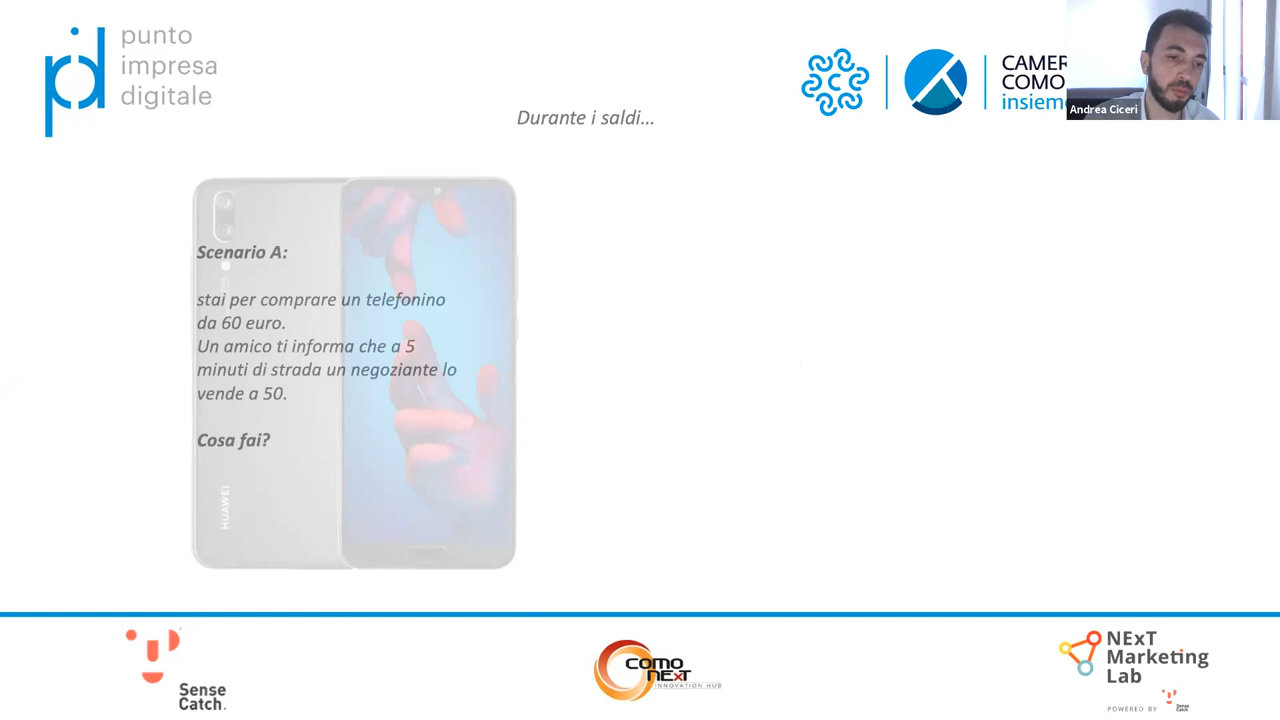 punto
impresa
digitale
CAMER
COMO
insiem
Andrea Ciceri
Durante i saldi...
Scenario A:
stai per comprare un telefonino
da 60 euro.
Un amico ti informa che a 5
minuti di strada un negoziante lo
vende a 50.
Cosa fai?
HUAWEI
Sense
Catch.
COMO
NExT
INNOVATION HUB
NExT
Marketing
Lab
POWERED BY
Sense
Catch